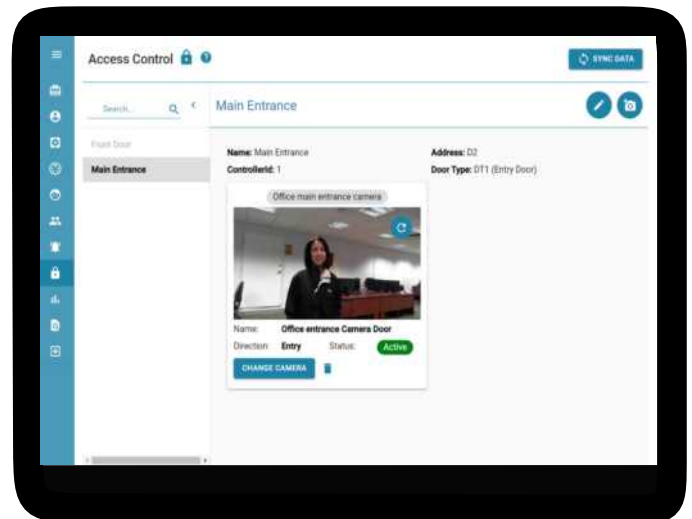 Access Control
SYNC DATA
Search...
Main Entrance
Front Door
Main Entrance
Name: Main Entrance
Address: D2
ControllerId: 1
Door Type: DT1 (Entry Door)
Office main entrance camera
Name: Office entrance Camera Door
Direction: Entry Status: Active
CHANGE CAMERA